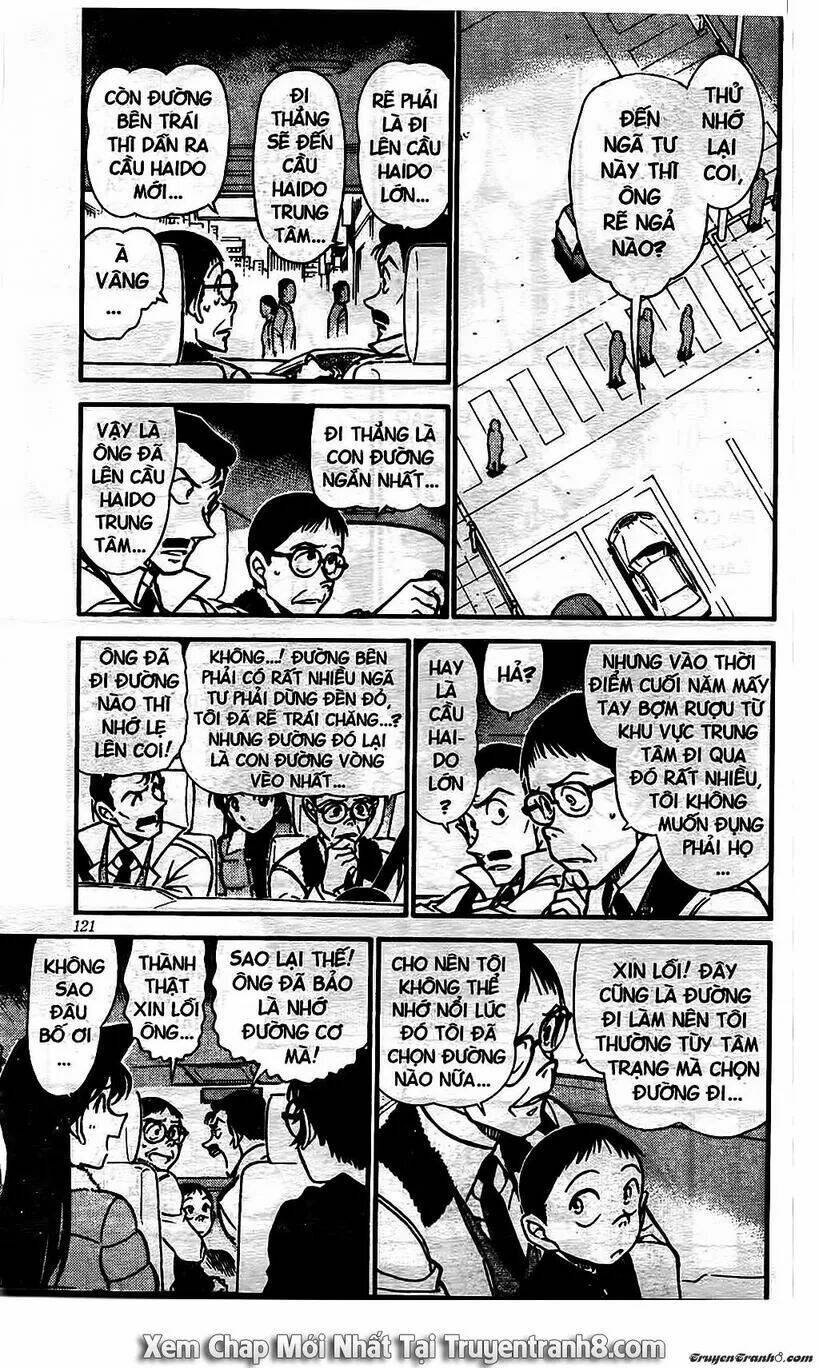 THỬ
NHỚ
LẠI
COI,
ĐẾN
NGÃ TƯ
NÀY THÌ
ÔNG
RẼ NGẢ
NÀO?
RẼ PHẢI
LÀ ĐI
LÊN CẦU
HAIDO
LỚN...
ĐI
THẲNG
SẼ ĐẾN
CẦU
HAIDO
TRUNG
TÂM...
CÒN ĐƯỜNG
BÊN TRÁI
THÌ DẨN RA
CẦU HAIDO
MỚI...
À
VÂNG
...
ĐI THẲNG LÀ
CON ĐƯỜNG
NGẮN NHẤT...
VẬY LÀ
ÔNG ĐÃ
LÊN CẦU
HAIDO
TRUNG
TÂM...
NHƯNG VÀO THỜI
ĐIỂM CUỐI NĂM MẤY
TAY BỢM RƯỢU TỪ
KHU VỰC TRUNG
TÂM ĐI QUA
ĐÓ RẤT NHIỀU,
TÔI KHÔNG
MUỐN ĐỤNG
PHẢI HỌ
...
HẢ?
HAY
LÀ
CẦU
HAI-
DO
LỚN
?
KHÔNG...! ĐƯỜNG BÊN
PHẢI CÓ RẤT NHIỀU NGÃ
TƯ PHẢI DỪNG ĐÈN ĐỎ,
TÔI ĐÃ RẼ TRÁI CHĂNG...?
NHƯNG ĐƯỜNG ĐÓ LẠI
LÀ CON ĐƯỜNG VÒNG
VÈO NHẤT...
ÔNG ĐÃ
ĐI ĐƯỜNG
NÀO THÌ
NHỚ LẸ
LÊN COI!
121
XIN LỖI! ĐÂY
CŨNG LÀ ĐƯỜNG
ĐI LÀM NÊN TÔI
THƯỜNG TÙY TÂM
TRẠNG MÀ CHỌN
ĐƯỜNG ĐI...
CHO NÊN TÔI
KHÔNG THỂ
NHỚ NỔI LÚC
ĐÓ TÔI ĐÃ
CHỌN ĐƯỜNG
NÀO NỮA...
SAO LẠI THẾ!
ÔNG ĐÃ BẢO
LÀ NHỚ
ĐƯỜNG CƠ
MÀ!
THÀNH
THẬT
XIN LỖI
ÔNG...
KHÔNG
SAO
ĐÂU
BỐ ƠI
...
Xem Chap Mới Nhất Tại Truyentranh8.com
TruyenTranh8.com